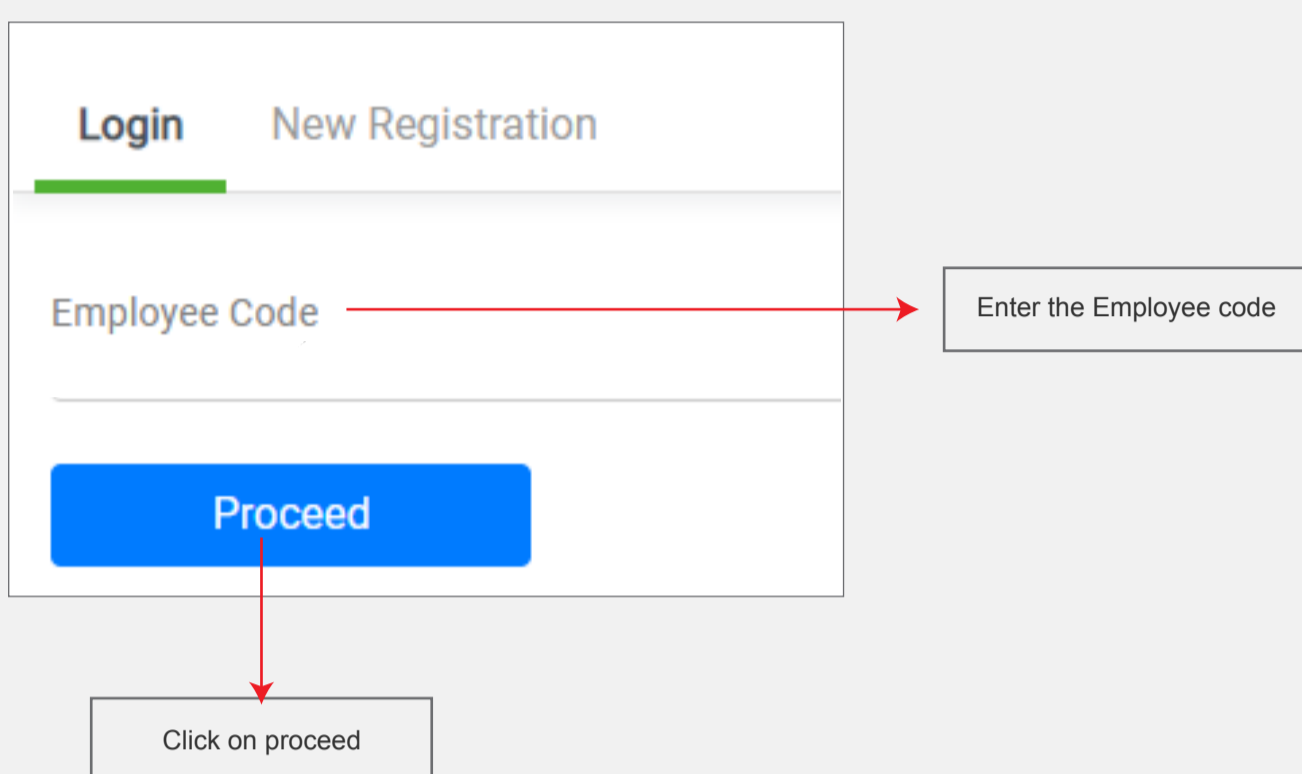 Login New Registration
Employee Code
Enter the Employee code
Proceed
Click on proceed